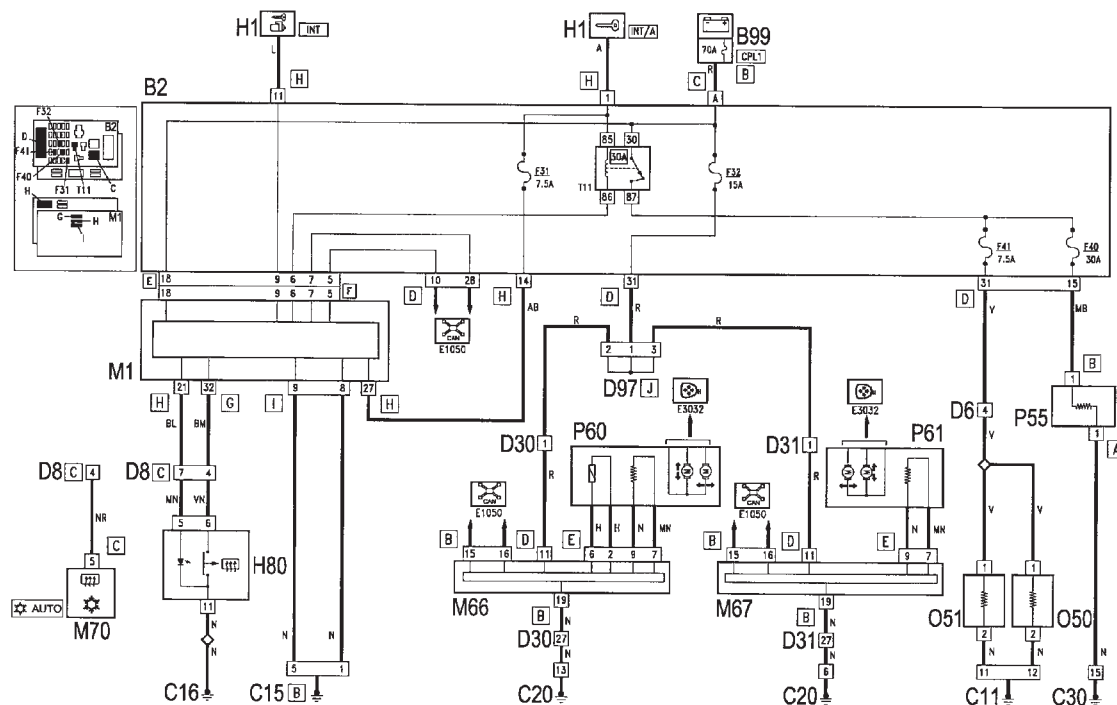 H1 INT H1 INT/A B99
70A CPL1
L A R B
H H C
11 1 A
B2
F32
D B2
F41
F40
F31 T11 C
H M1
G H
I
85 30
30A
T11
86 87
F31
7.5A
F32
15A
F41
7.5A
F40
30A
E 18 9 6 7 5
18 9 6 7 5 F
10 28 14 31 31 15
D H D D
CAN
E1050
AB R V MB
M1
21 32 9 8 27
H G I H
BL BM
R R
2 1 3
D97 J
B
1
P55
1
A
D6 4
V
E3032 E3032
P60 P61
D30 1 D31 1
R R
D8 C 4
D8 C 7 4
NR
MN VN
C
5
5 6
H80
11
AUTO
M70
CAN
E1050
CAN
E1050
H H N MN
N MN
V V
B 15 16 D 11 E 6 2 9 7
B 15 16 D 11 E 9 7
M66 M67
19 19
B N B N
D30 27 D31 27
N N
13 6
C20 C20
1 1
O51 O50
2 2
N N N
11 12 15
C11 C30
N
N
C16
N N
5 1
C15 B